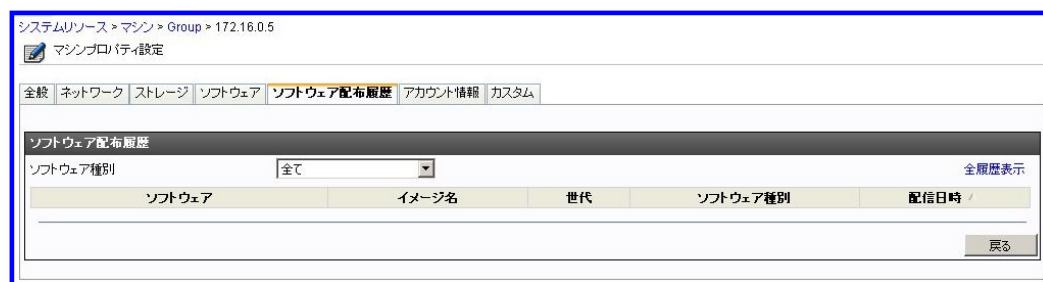 システムリソース > マシン > Group > 172.16.0.5
マシンプロパティ設定
全般 ネットワーク ストレージ ソフトウェア ソフトウェア配布履歴 アカウント情報 カスタム
ソフトウェア配布履歴
ソフトウェア種別 全て 全履歴表示
ソフトウェア イメージ名 世代 ソフトウェア種別 配信日時
戻る